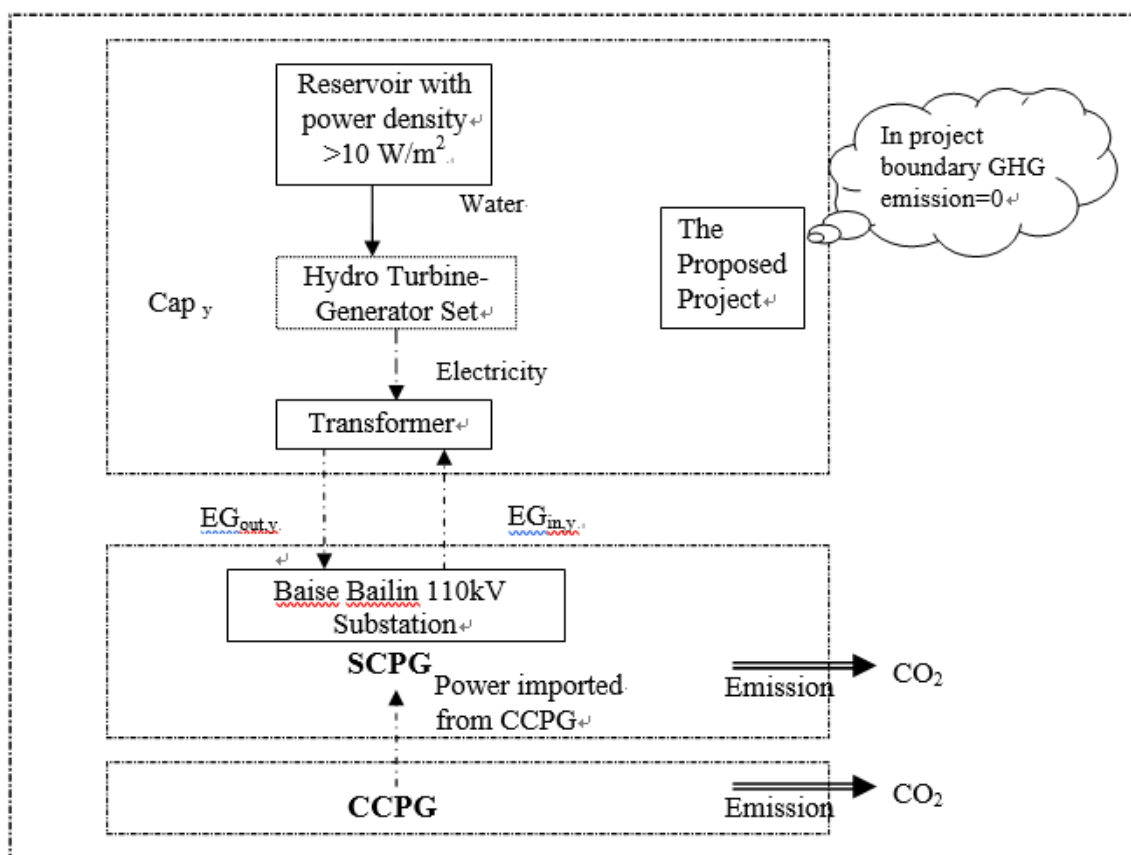 Reservoir with
power density↵
>10 W/m².
Water
In project
boundary GHG
emission=0↵
The
Proposed
Project↵
Hydro Turbine-
Generator Set↵
Cap y
Electricity
Transformer↵
EGout,y.
EGin,y.
↵
Baise Bailin 110kV
Substation↵
SCPG
Power imported
from CCPG↵
Emission
CO₂
CCPG
Emission
CO₂